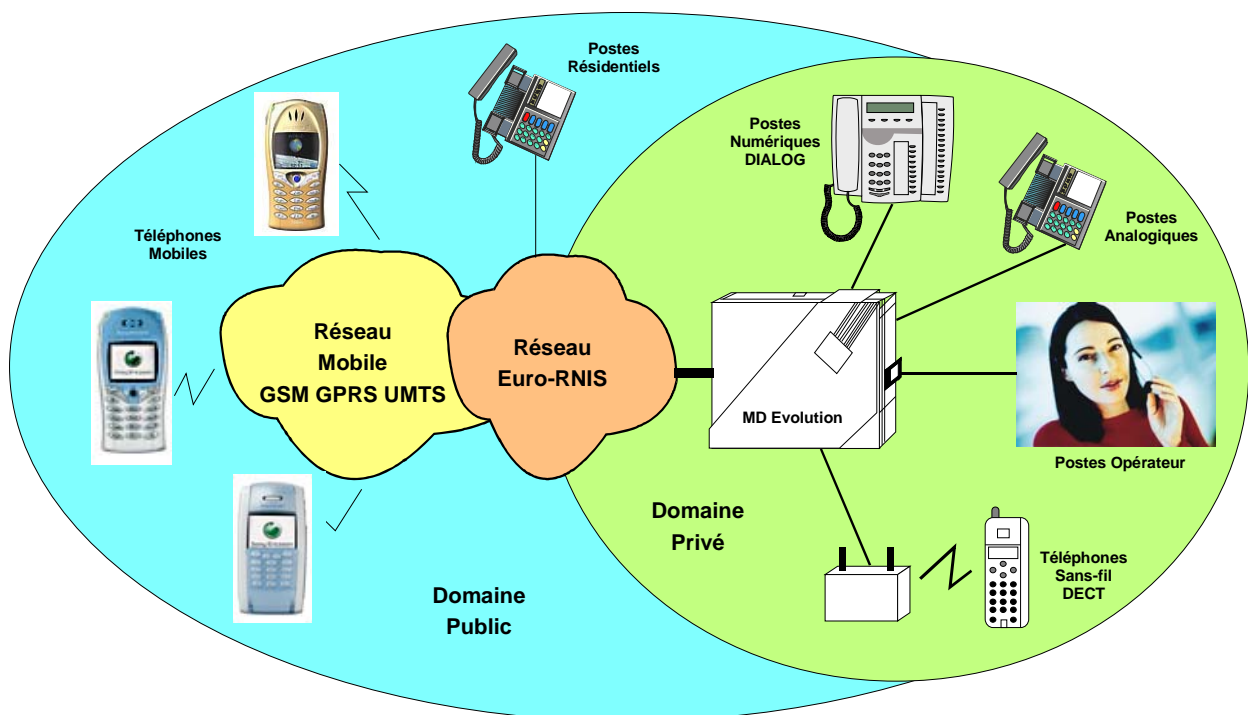 Postes
Résidentiels
Postes
Numériques
DIALOG
Postes
Analogiques
Téléphones
Mobiles
Réseau
Mobile
GSM GPRS UMTS
Réseau
Euro-RNIS
MD Evolution
Postes Opérateur
Domaine
Privé
Téléphones
Sans-fil
DECT
Domaine
Public